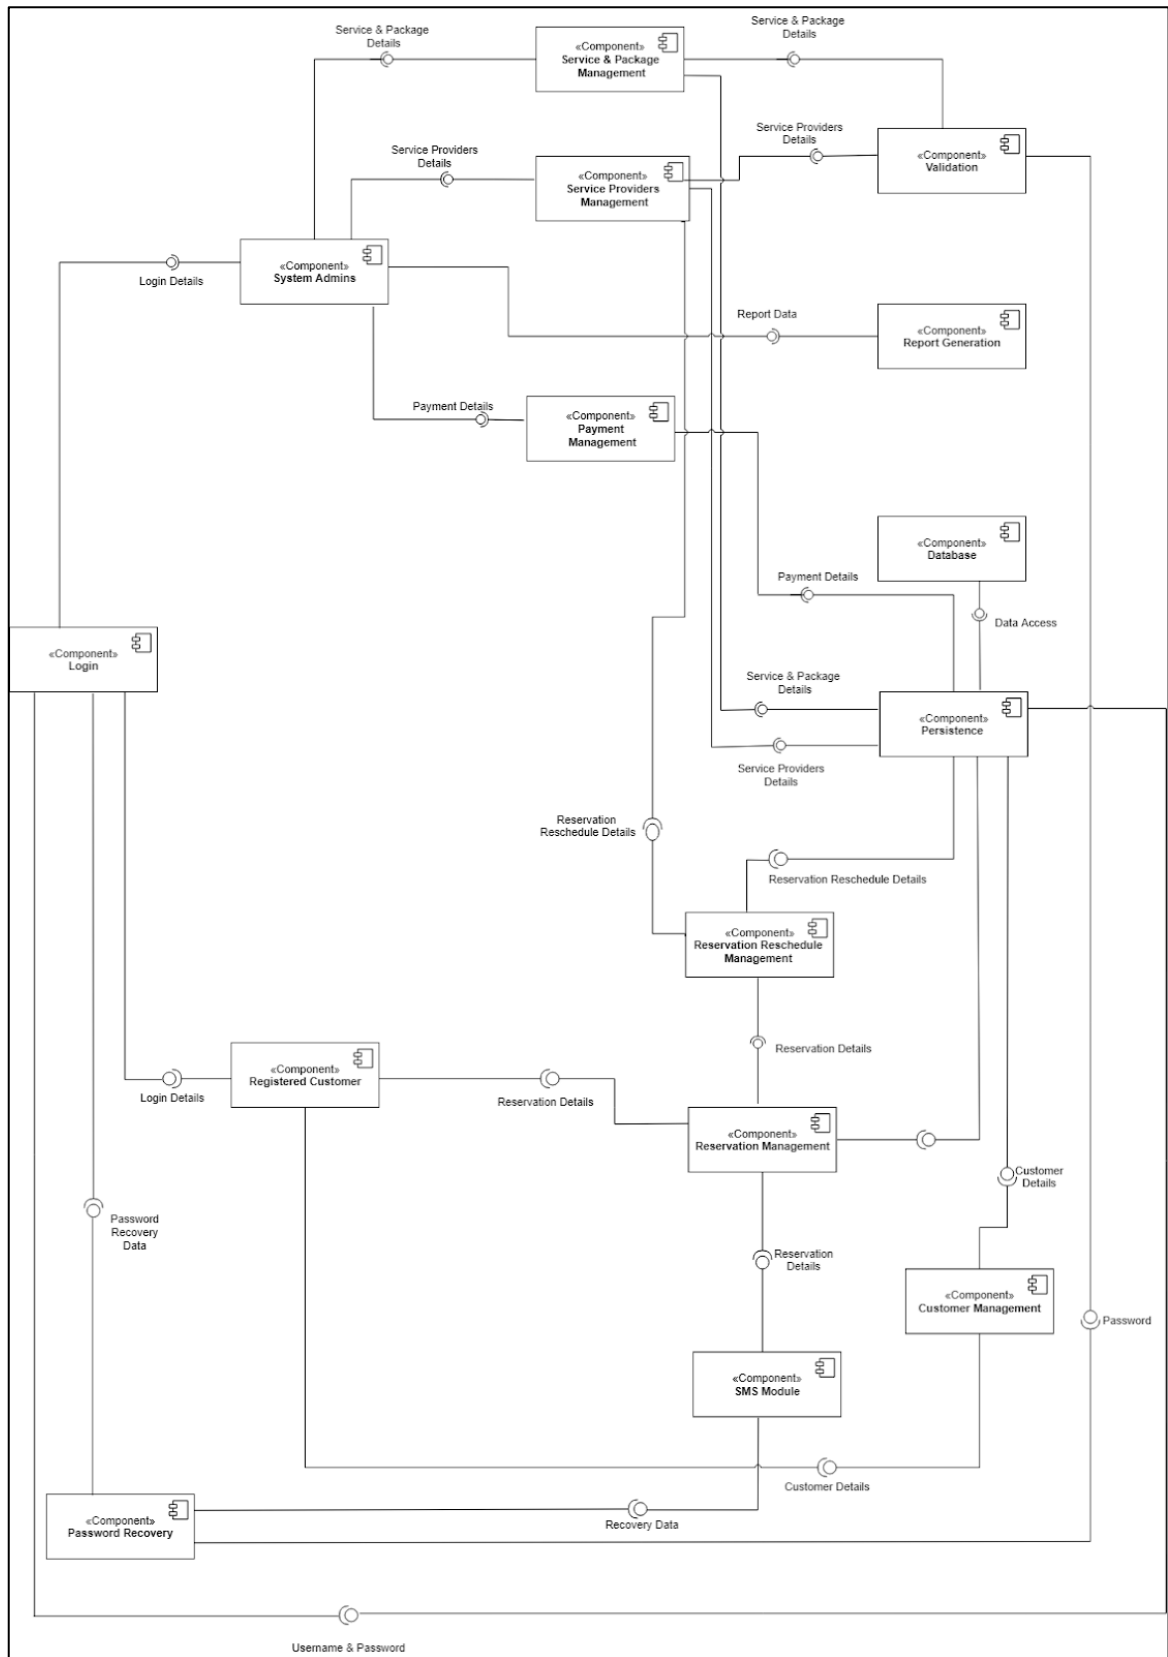 Service & Package
Details
«Component»
Service & Package
Management
Service & Package
Details
Service Providers
Details
«Component»
Service Providers
Management
Service Providers
Details
«Component»
Validation
Login Details
«Component»
System Admins
Report Data
«Component»
Report Generation
Payment Details
«Component»
Payment
Management
«Component»
Database
Payment Details
Data Access
«Component»
Login
Service & Package
Details
«Component»
Persistence
Service Providers
Details
Reservation
Reschedule Details
Reservation Reschedule Details
«Component»
Reservation Reschedule
Management
Reservation Details
«Component»
Registered Customer
Login Details
Reservation Details
«Component»
Reservation Management
Customer
Details
Password
Recovery
Data
Reservation
Details
«Component»
Customer Management
Password
«Component»
SMS Module
Customer Details
«Component»
Password Recovery
Recovery Data
Username & Password